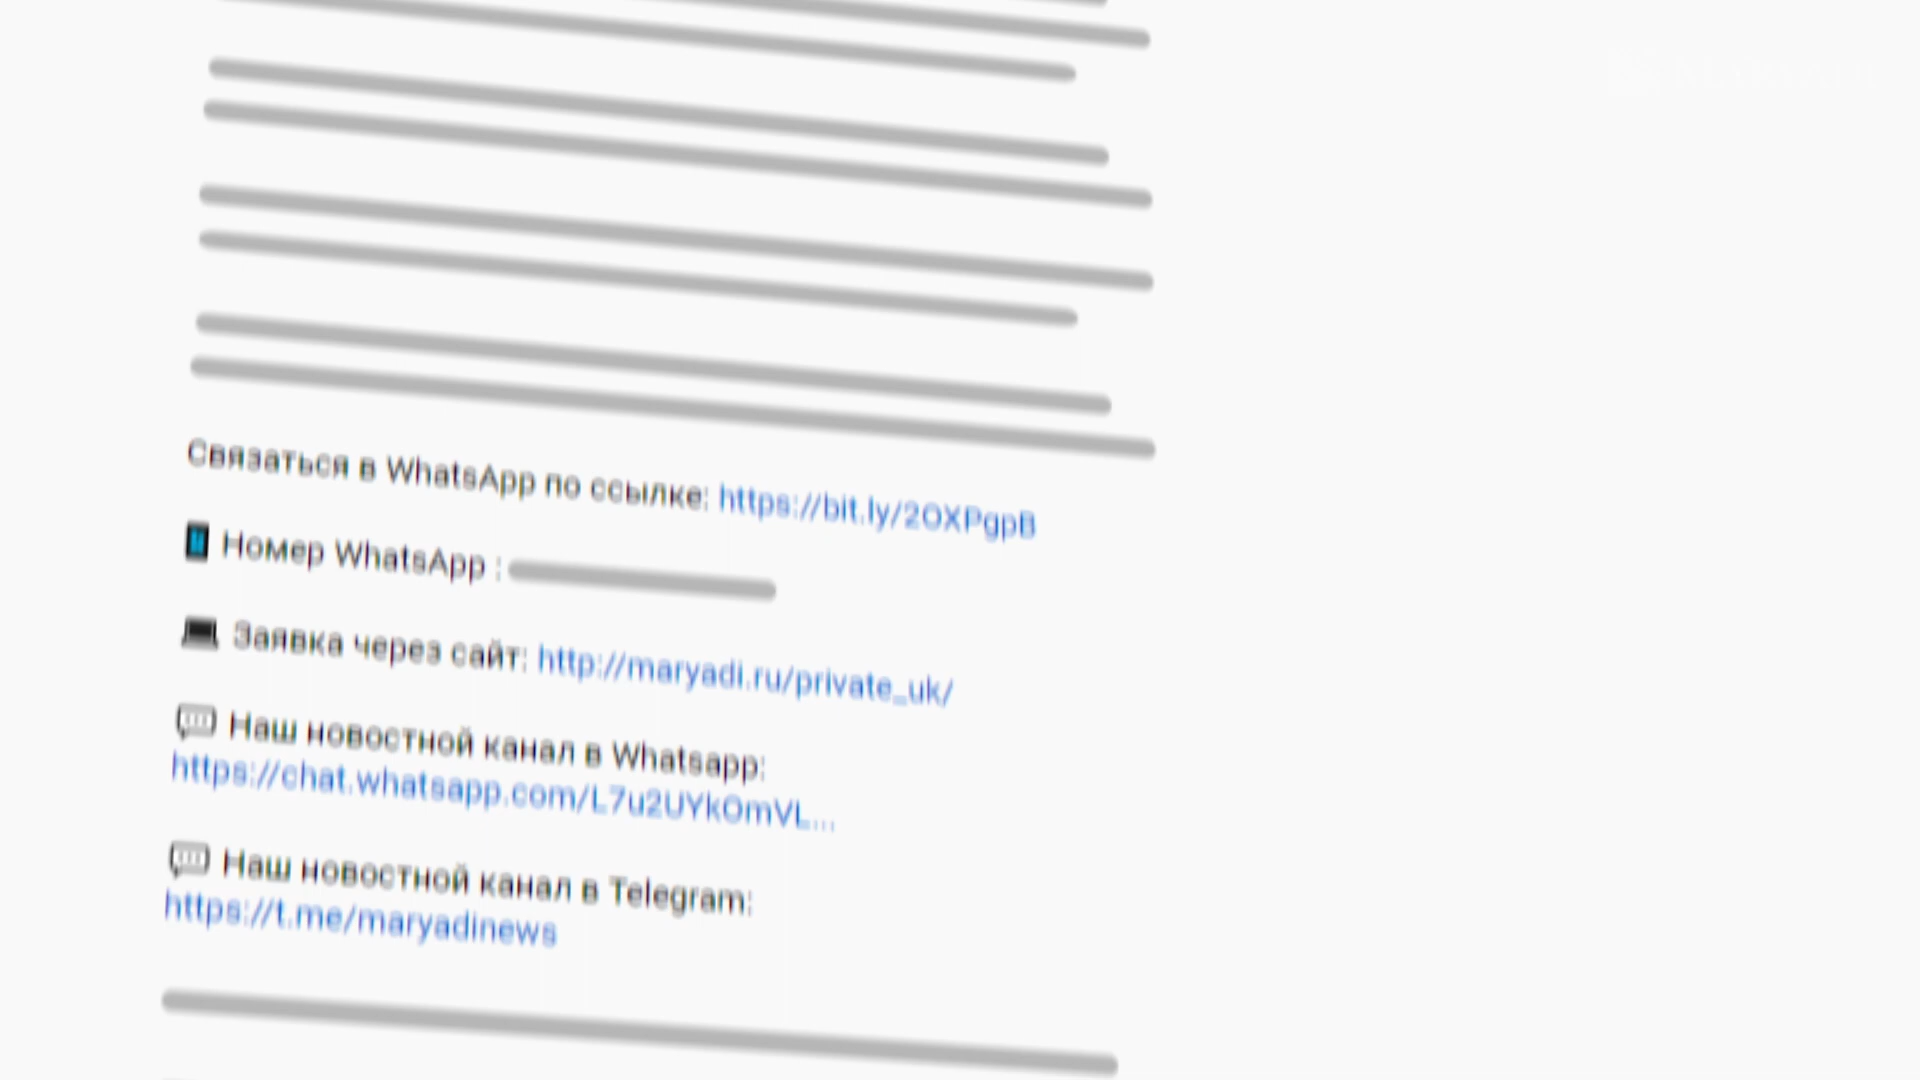 Связаться в WhatsApp по ссылке: https://bit.ly/2OXPgpB
Номер WhatsApp :
Заявка через сайт: http://maryadi.ru/private_uk/
Наш новостной канал в Whatsapp:
https://chat.whatsapp.com/L7u2UYkOmVL...
Наш новостной канал в Telegram:
https://t.me/maryadinews